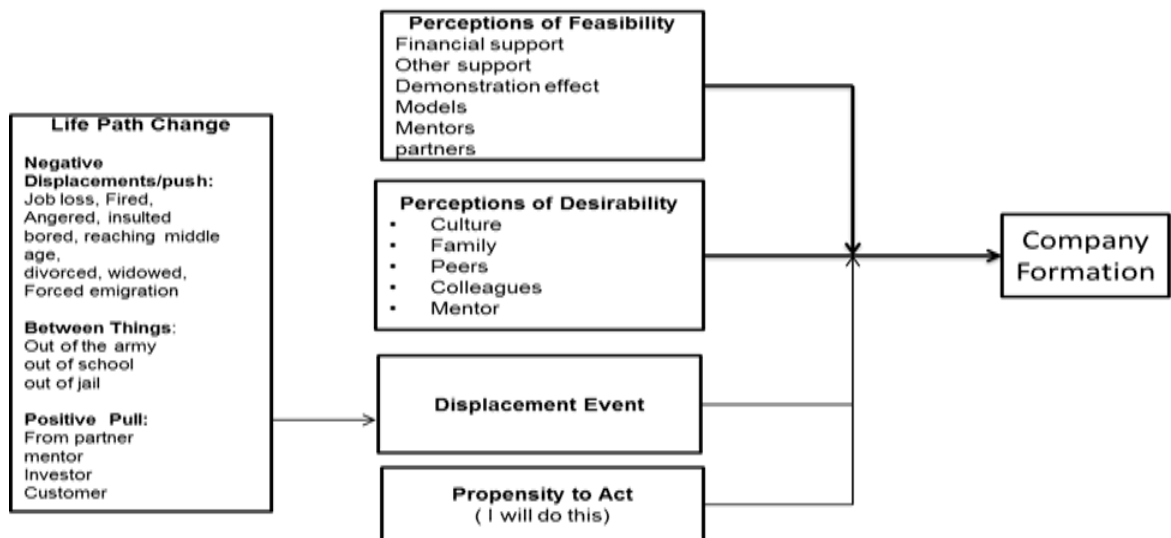 Life Path Change
Negative
Displacements/push:
Job loss, Fired,
Angered, insulted
bored, reaching middle
age,
divorced, widowed,
Forced emigration
Between Things:
Out of the army
out of school
out of jail
Positive Pull:
From partner
mentor
Investor
Customer
Perceptions of Feasibility
Financial support
Other support
Demonstration effect
Models
Mentors
partners
Perceptions of Desirability
• Culture
• Family
• Peers
• Colleagues
• Mentor
Displacement Event
Propensity to Act
( I will do this)
Company
Formation